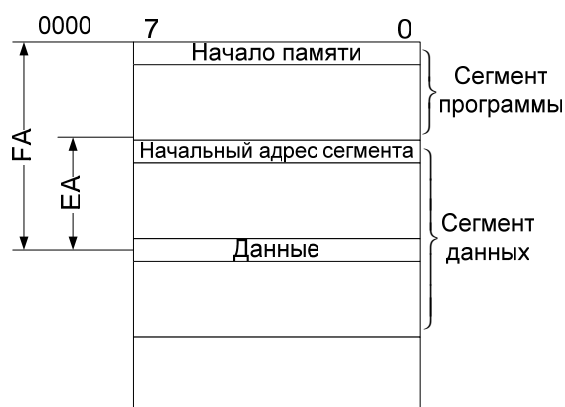 0000
7 0
Начало памяти
Сегмент
программы
FA
EA
Начальный адрес сегмента
Сегмент
данных
Данные